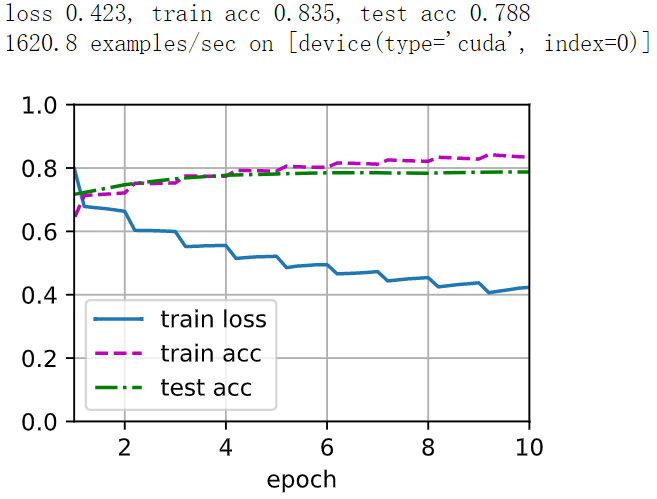 loss 0.423, train acc 0.835, test acc 0.788
1620.8 examples/sec on [device(type='cuda', index=0)]
1.0
0.8
0.6
0.4
0.2
0.0
train loss
train acc
test acc
2 4 6 8 10
epoch